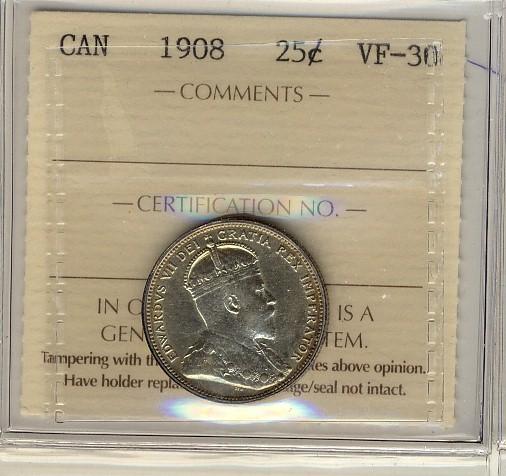 CAN 1908 25¢ VF-30
— COMMENTS —
— CERTIFICATION NO. —
EDWARDVS VII DEI GRATIA REX IMPERATOR
IN O IS A
GEN TEM.
Tampering with th tes above opinion.
Have holder repla ge/seal not intact.